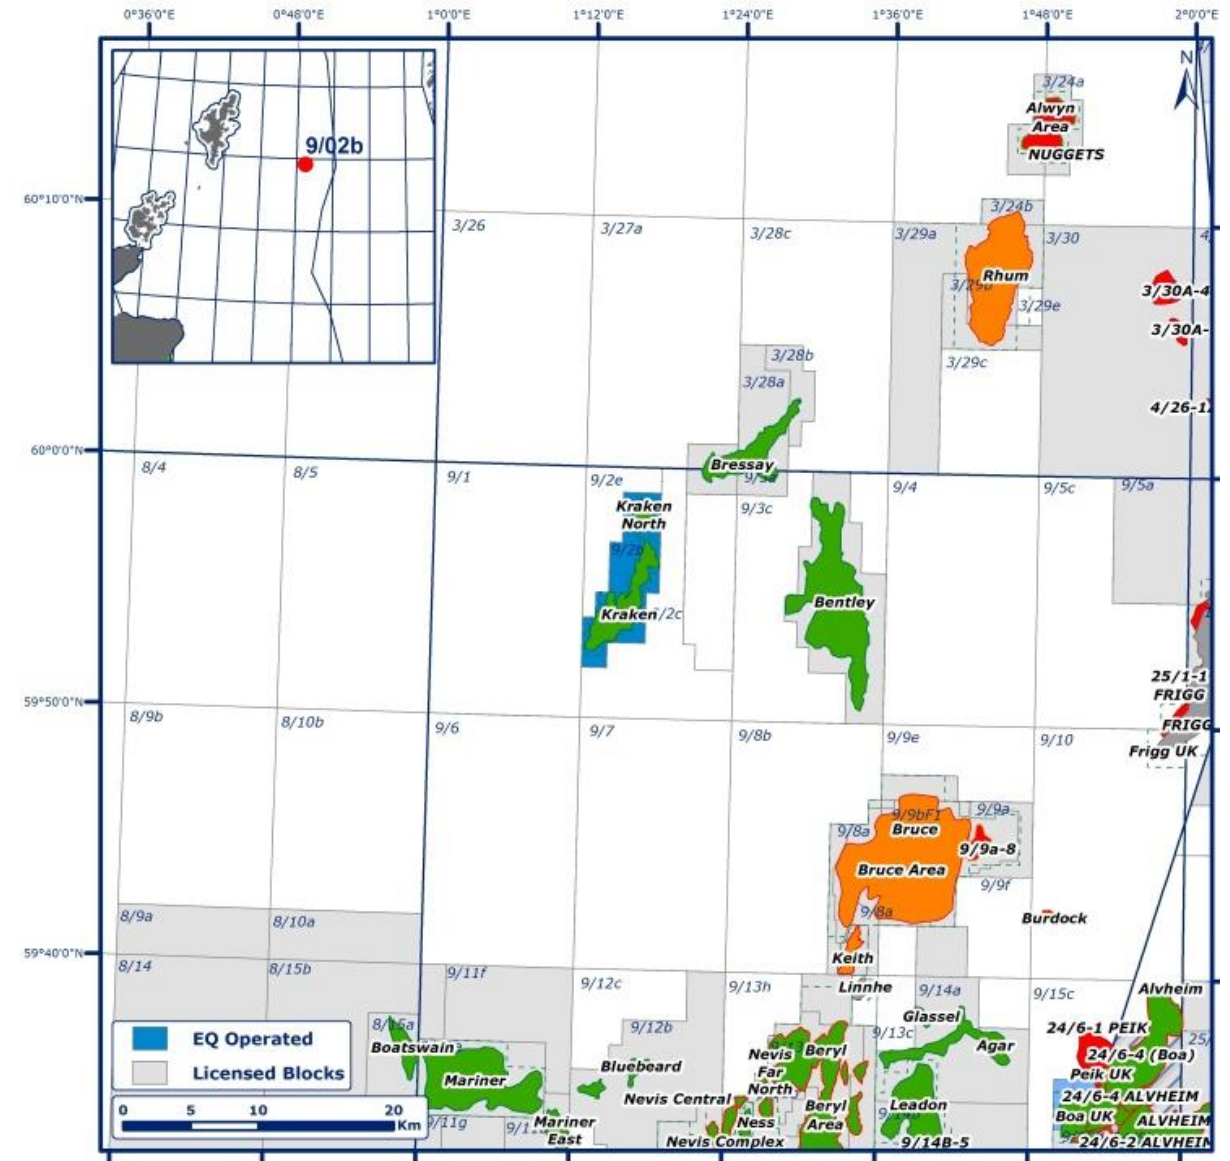 0°36'0"E 0°48'0"E 1°0'0"E 1°12'0"E 1°24'0"E 1°36'0"E 1°48'0"E 2°0'0"E
N
9/02b
3/24a
Alwyn
Area
NUGGETS
60°10'0"N
3/24b
3/26 3/27a 3/28c 3/29a 3/30
Rhum
3/29b
3/29e
3/30A-4
3/30A-
3/28b
3/29c
3/28a
4/26-1
60°0'0"N
Bressay
8/4 8/5 9/1 9/2e 9/3a 9/4 9/5c 9/5a
9/3c
Kraken
North
9/2b
Bentley
Kraken
25/1-1
FRIGG
59°50'0"N
8/9b 8/10b 9/6 9/7 9/8b 9/9e 9/10
FRIGG
Frigg UK
9/9a
9/9bF1
Bruce
9/8a
9/9a-8
Bruce Area
9/9f
8/9a 8/10a 9/8a
Burdock
59°40'0"N
Keith
8/14 8/15b 9/11f 9/12c 9/13h
Linnhe
9/14a 9/15c
Alvheim
8/15a
9/12b
Glassel
9/13c
24/6-1 PEIK
EQ Operated
Boatswain
Agar
25/
Nevis
Far
North
Beryl
24/6-4 (Boa)
Bluebeard
Peik UK
Licensed Blocks
Mariner
Nevis Central
24/6-4 ALVHEIM
0 5 10 20
Km
Leadon
Beryl
Area
Boa UK
9/11g
Mariner
East
Ness
ALVHEIM
Nevis Complex
9/14B-5
24/6-2 ALVHEIM